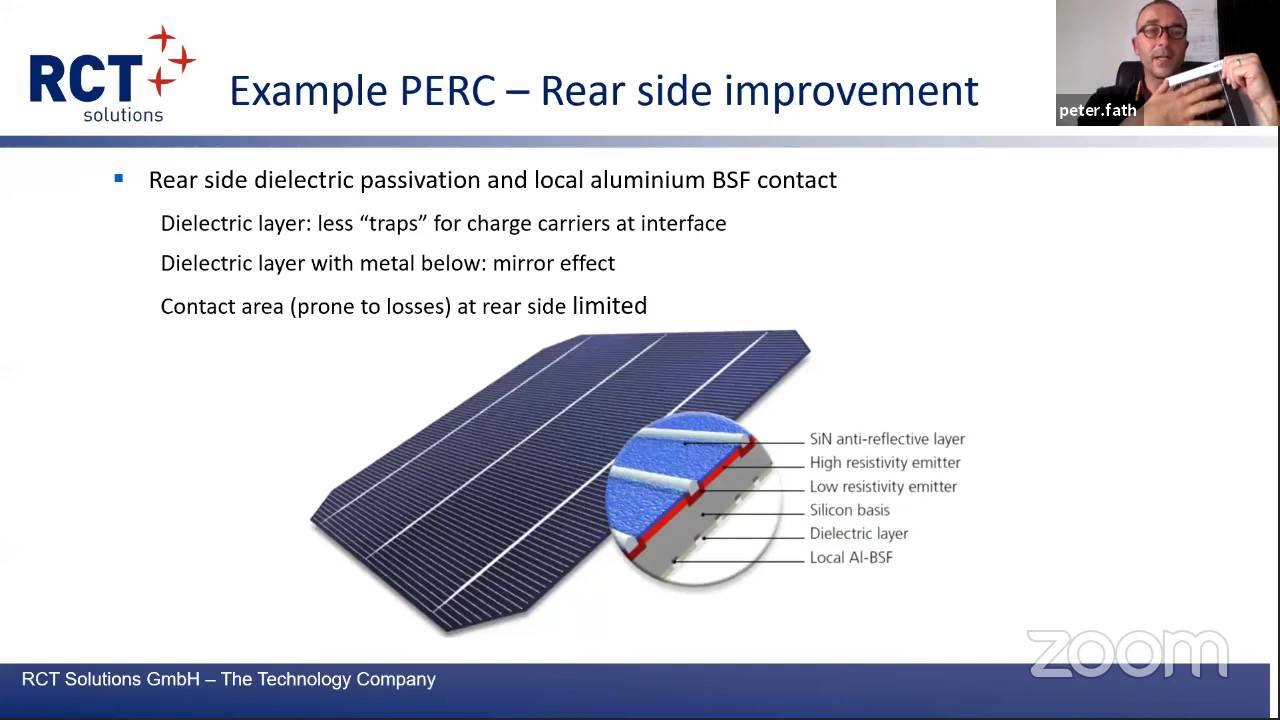 RCT
solutions
Example PERC – Rear side improvement
peter.fath
Rear side dielectric passivation and local aluminium BSF contact
Dielectric layer: less “traps” for charge carriers at interface
Dielectric layer with metal below: mirror effect
Contact area (prone to losses) at rear side limited
SiN anti-reflective layer
High resistivity emitter
Low resistivity emitter
Silicon basis
Dielectric layer
Local Al-BSF
zoom
RCT Solutions GmbH – The Technology Company